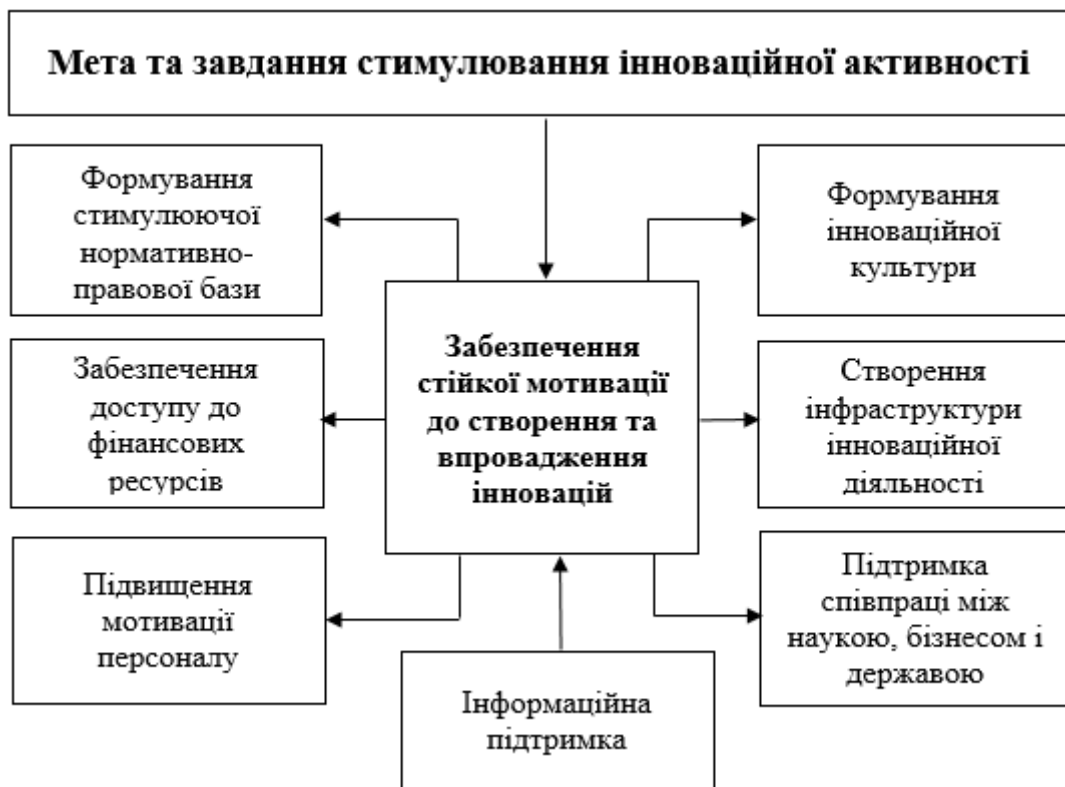 Мета та завдання стимулювання інноваційної активності
Формування
стимулюючої
нормативно-
правової бази
Формування
інноваційної
культури
Забезпечення
стійкої мотивації
до створення та
впровадження
інновацій
Забезпечення
доступу до
фінансових
ресурсів
Створення
інфраструктури
інноваційної
діяльності
Підвищення
мотивації
персоналу
Підтримка
співпраці між
наукою, бізнесом і
державою
Інформаційна
підтримка